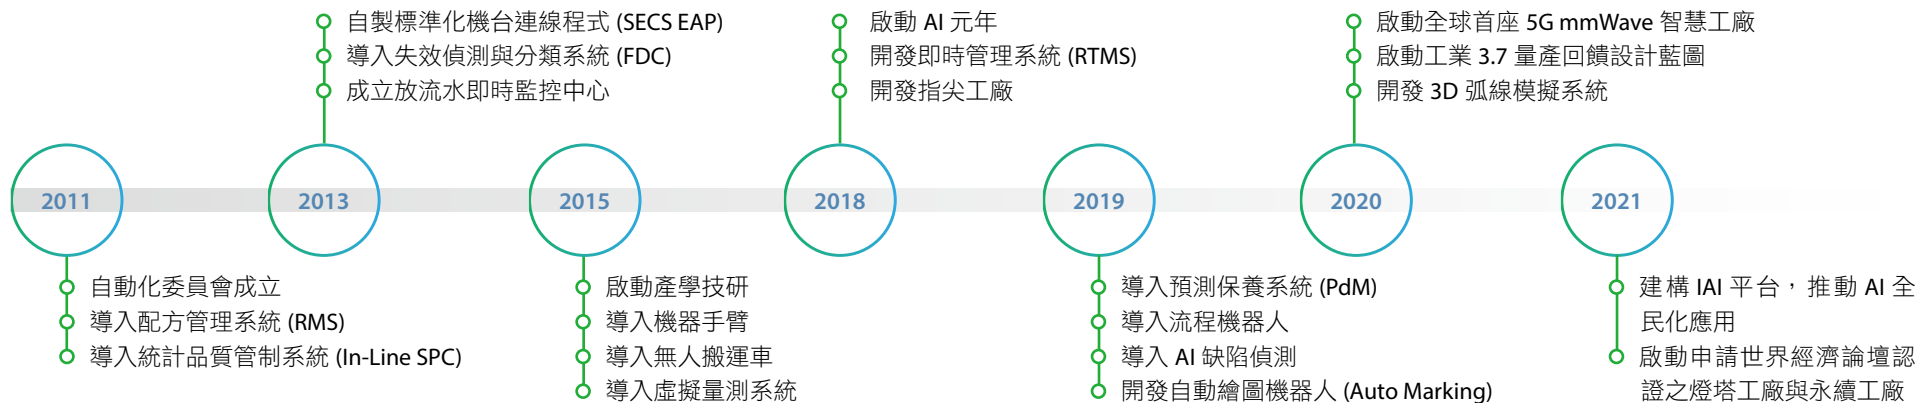 自製標準化機台連線程式 (SECS EAP)
導入失效偵測與分類系統 (FDC)
成立放流水即時監控中心
啟動 AI 元年
開發即時管理系統 (RTMS)
開發指尖工廠
啟動全球首座 5G mmWave 智慧工廠
啟動工業 3.7 量產回饋設計藍圖
開發 3D 弧線模擬系統
2011
2013
2015
2018
2019
2020
2021
自動化委員會成立
導入配方管理系統 (RMS)
導入統計品質管制系統 (In-Line SPC)
啟動產學技研
導入機器手臂
導入無人搬運車
導入虛擬量測系統
導入預測保養系統 (PdM)
導入流程機器人
導入 AI 缺陷偵測
開發自動繪圖機器人 (Auto Marking)
建構 IAI 平台，推動 AI 全
民化應用
啟動申請世界經濟論壇認
證之燈塔工廠與永續工廠